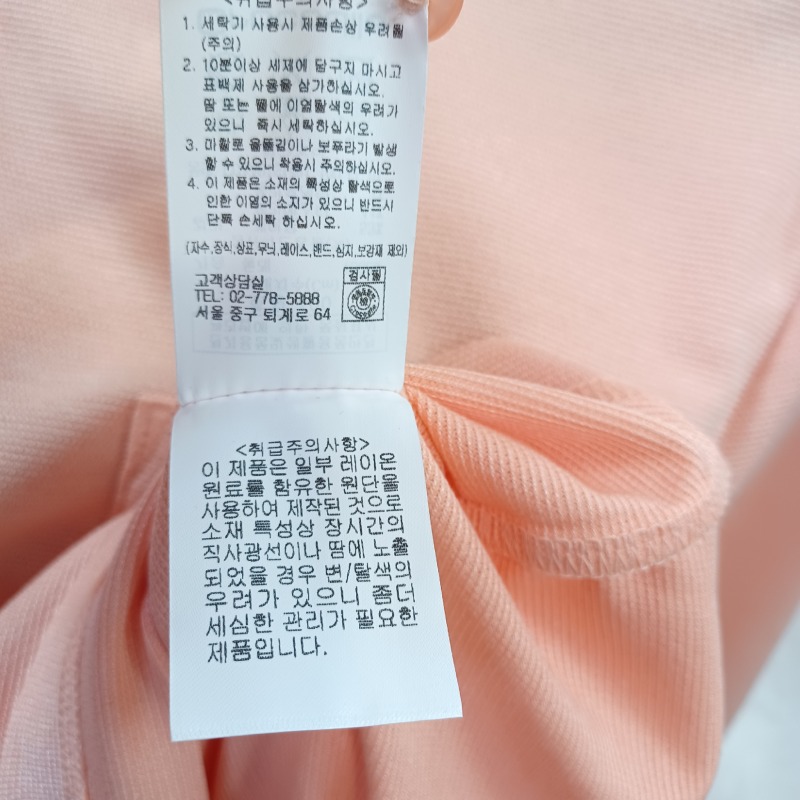 <취급주의사항>
1. 세탁기 사용시 제품손상 우려됨
(주의)
2. 10분이상 세제에 담구지 마시고
표백제 사용을 삼가하십시오.
땀 또는 물에 이염탈색의 우려가
있으니 즉시 세탁하십시오.
3. 마찰로 올뜯김이나 보푸라기 발생
할 수 있으니 착용시 주의하십시오.
4. 이 제품은 소재의 특성상 탈색으로
인한 이염의 소지가 있으니 반드시
단독 손세탁 하십시오.
(자수,장식,상표,무늬,레이스,밴드,심지,보강재 제외)
고객상담실
TEL: 02-778-5888
서울 중구 퇴계로 64
검사필
<취급주의사항>
이 제품은 일부 레이온
원료를 함유한 원단을
사용하여 제작된 것으로
소재 특성상 장시간의
직사광선이나 땀에 노출
되었을 경우 변/탈색의
우려가 있으니 좀더
세심한 관리가 필요한
제품입니다.